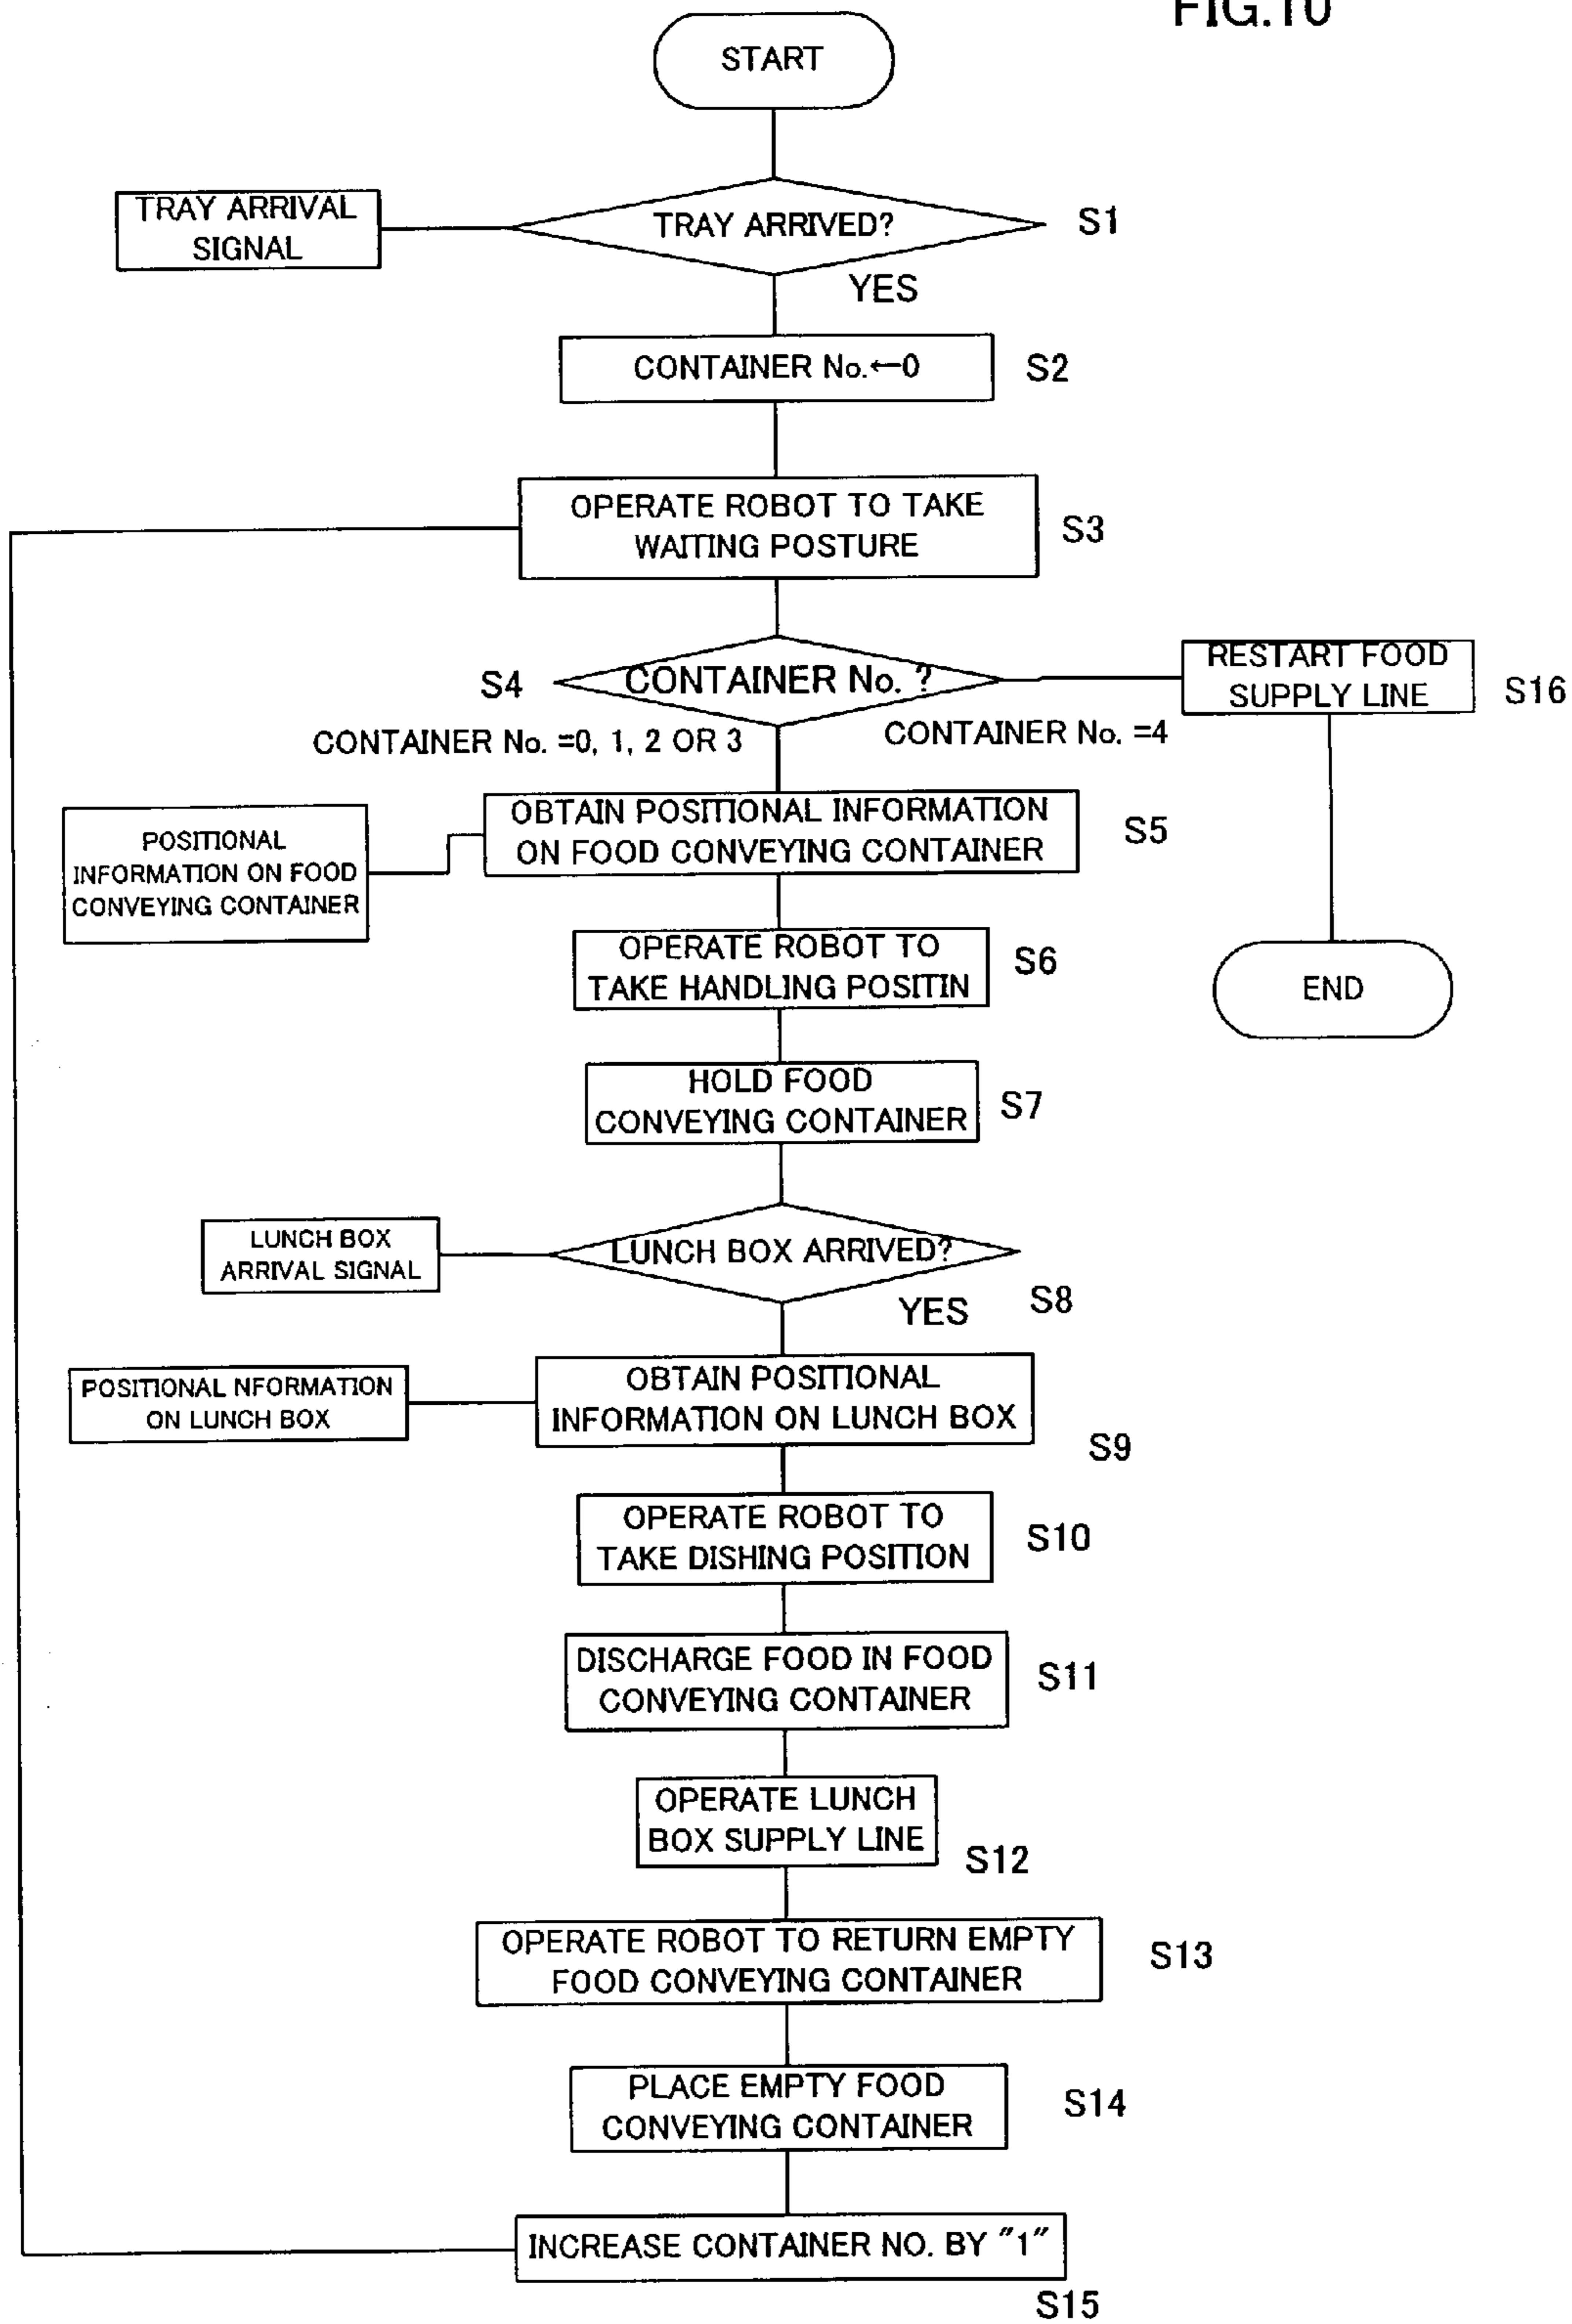 FIG.10
START
TRAY ARRIVAL
SIGNAL
TRAY ARRIVED?
S1
YES
CONTAINER No.←0
S2
OPERATE ROBOT TO TAKE
WAITING POSTURE
S3
S4
CONTAINER No. ?
RESTART FOOD
SUPPLY LINE
S16
CONTAINER No. =0, 1, 2 OR 3
CONTAINER No. =4
POSITIONAL
INFORMATION ON FOOD
CONVEYING CONTAINER
OBTAIN POSITIONAL INFORMATION
ON FOOD CONVEYING CONTAINER
S5
OPERATE ROBOT TO
TAKE HANDLING POSITIN
S6
END
HOLD FOOD
CONVEYING CONTAINER
S7
LUNCH BOX
ARRIVAL SIGNAL
LUNCH BOX ARRIVED?
S8
YES
POSITIONAL NFORMATION
ON LUNCH BOX
OBTAIN POSITIONAL
INFORMATION ON LUNCH BOX
S9
OPERATE ROBOT TO
TAKE DISHING POSITION
S10
DISCHARGE FOOD IN FOOD
CONVEYING CONTAINER
S11
OPERATE LUNCH
BOX SUPPLY LINE
S12
OPERATE ROBOT TO RETURN EMPTY
FOOD CONVEYING CONTAINER
S13
PLACE EMPTY FOOD
CONVEYING CONTAINER
S14
INCREASE CONTAINER NO. BY "1"
S15